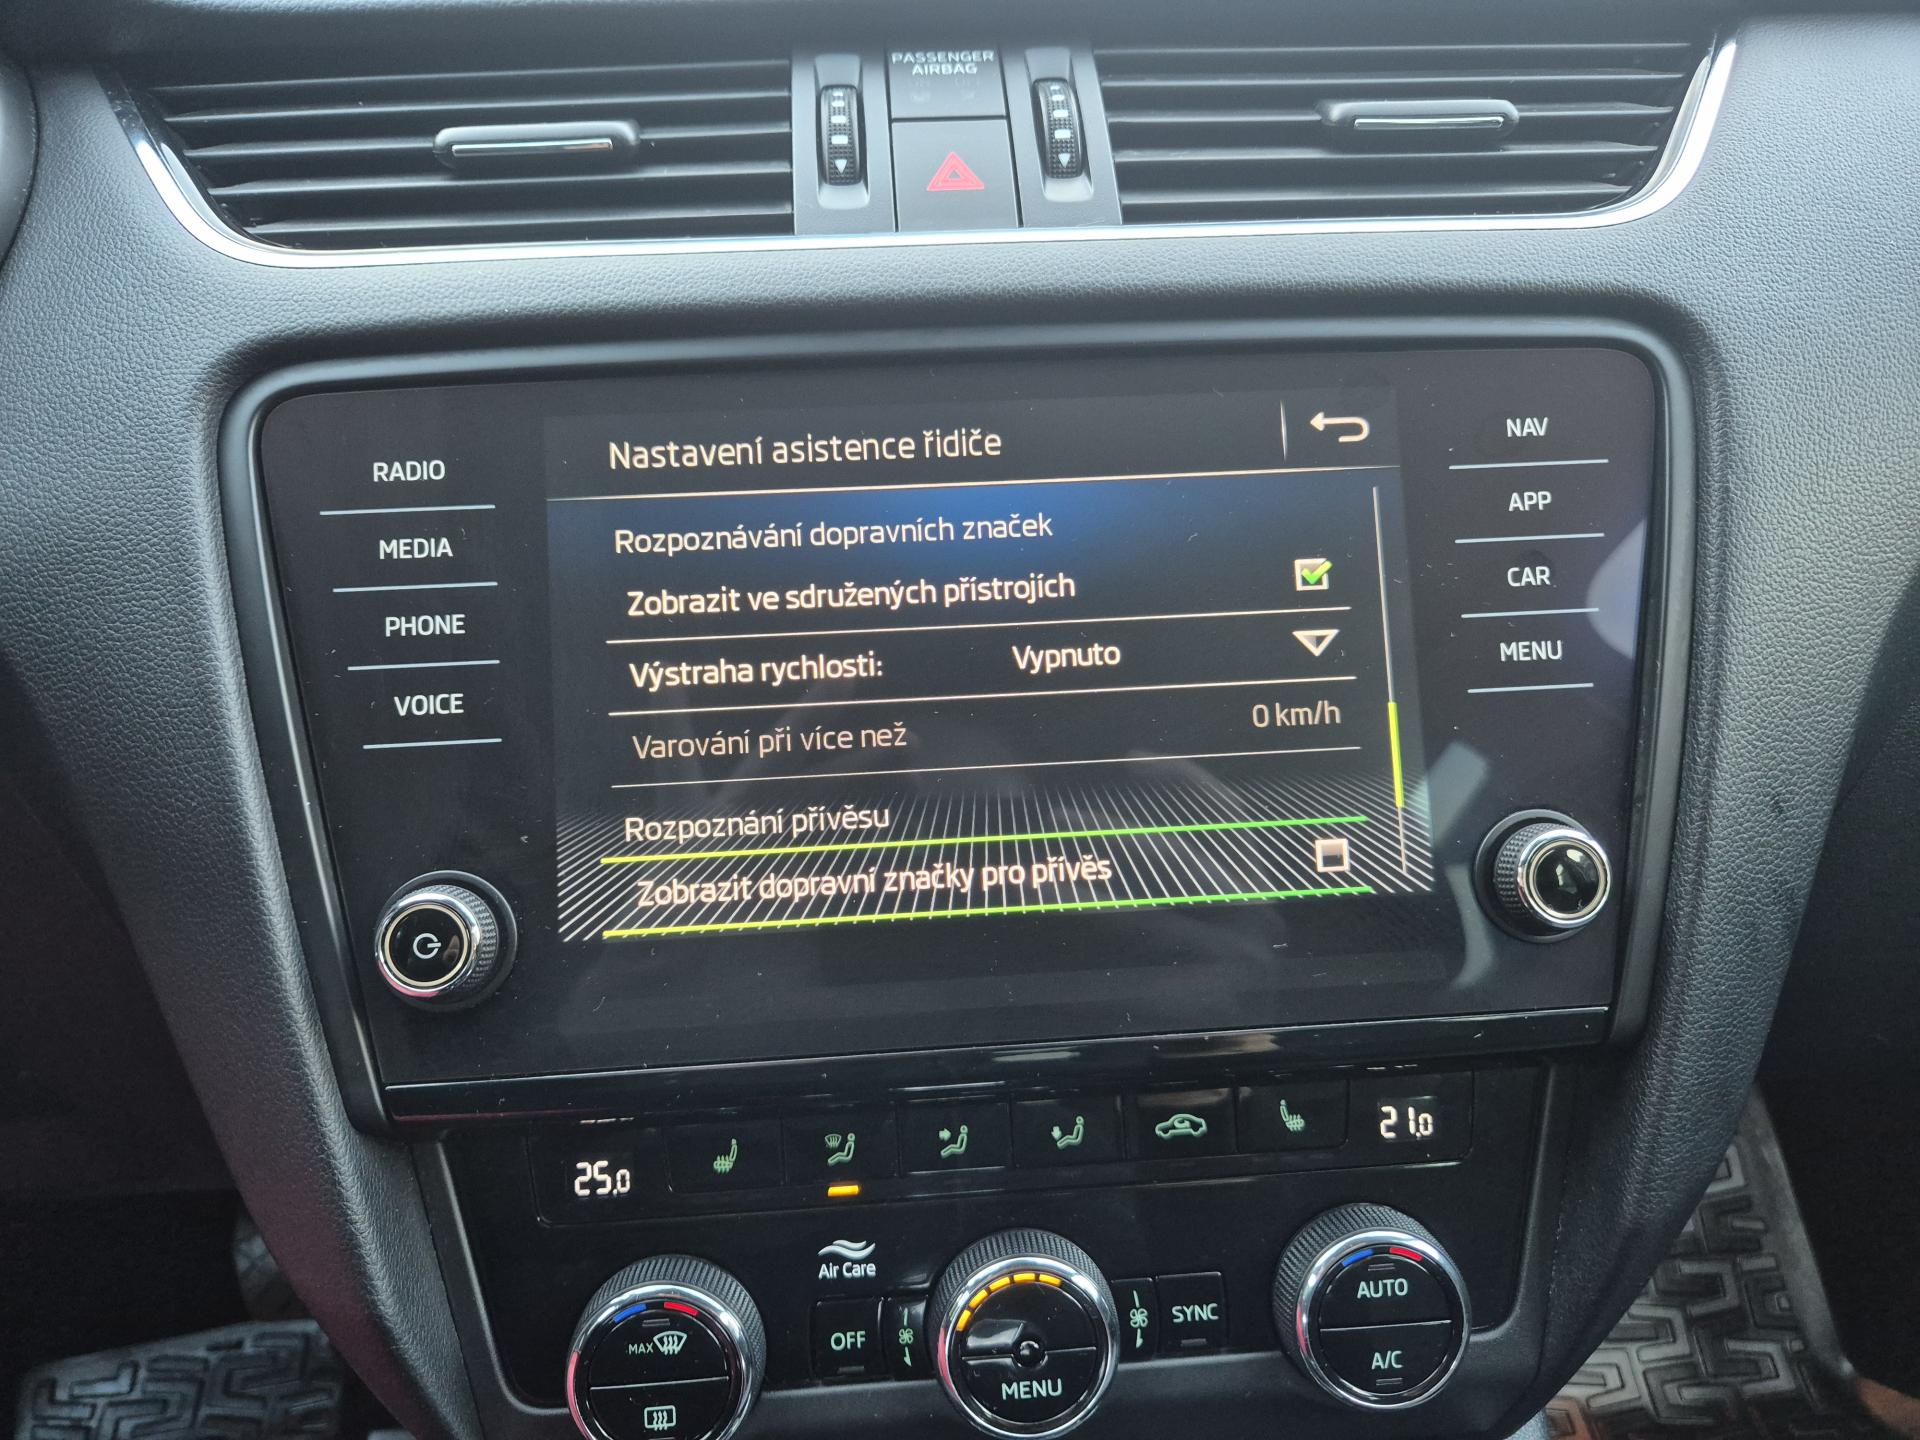 PASSENGER
AIRBAG
RADIO
MEDIA
PHONE
VOICE
Nastavení asistence řidiče
Rozpoznávání dopravních značek
Zobrazit ve sdružených přístrojích
Výstraha rychlosti: Vypnuto
Varování při více než 0 km/h
Rozpoznání přívěsu
Zobrazit dopravní značky pro přívěs
NAV
APP
CAR
MENU
25.0
21.0
Air Care
MAX
OFF
MENU
SYNC
AUTO
A/C